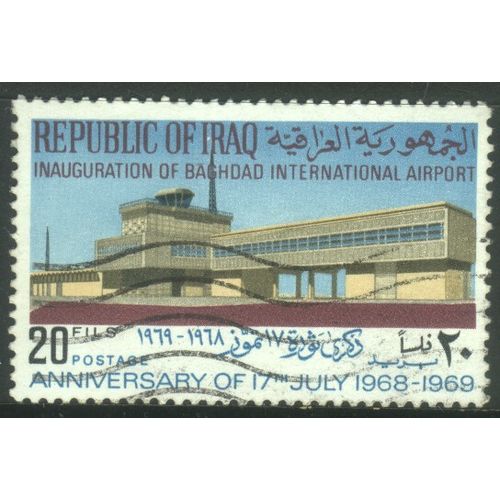 REPUBLIC OF IRAQ الجمهورية العراقية
INAUGURATION OF BAGHDAD INTERNATIONAL AIRPORT
20 FILS POSTAGE
١٩٦٩-١٩٦٨ ذكرى ثورة ١٧ تموز
٢٠ فلساً بريد
ANNIVERSARY OF 17TH JULY 1968-1969